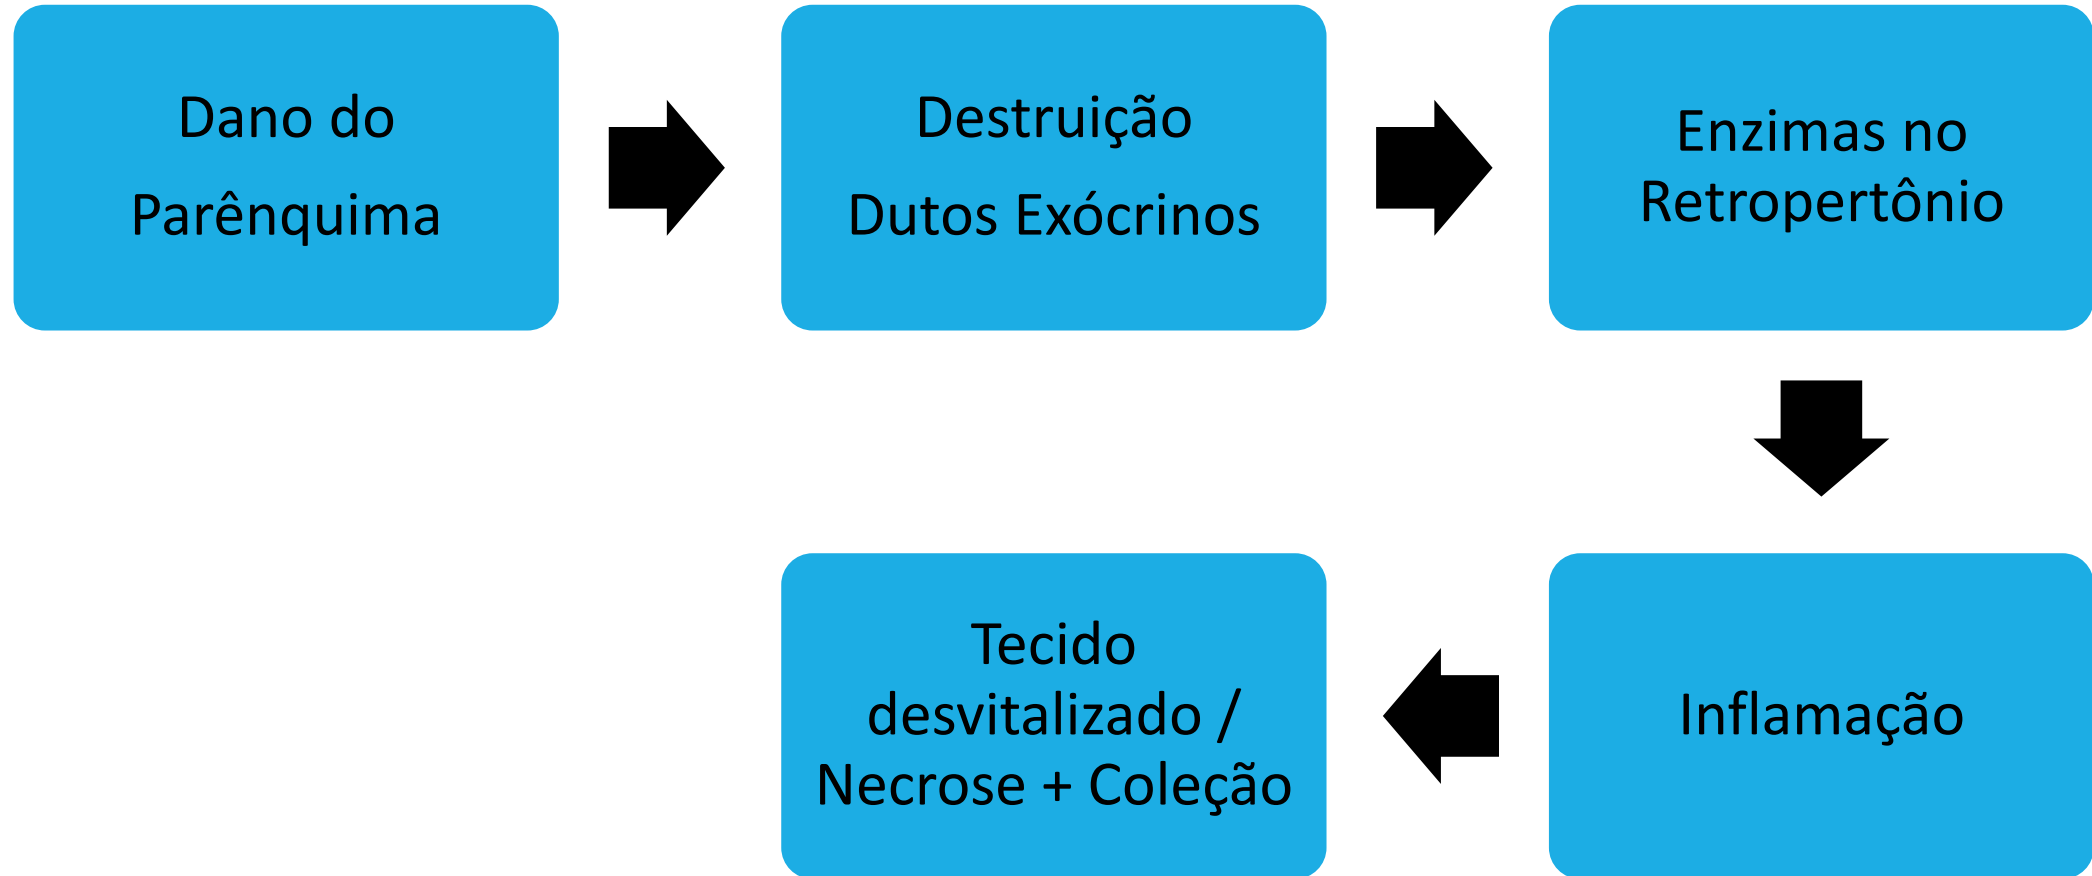 Dano do
Parênquima
Destruição
Dutos Exócrinos
Enzimas no
Retropertônio
Inflamação
Tecido
desvitalizado /
Necrose + Coleção